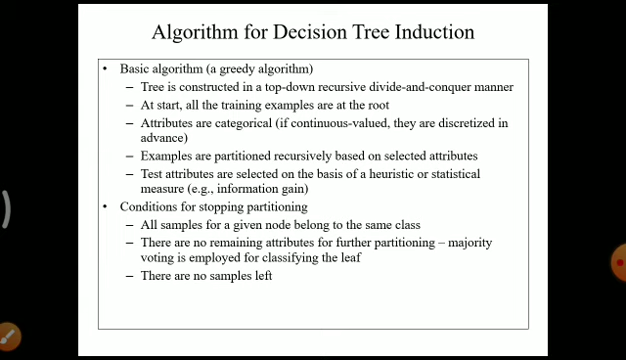 Algorithm for Decision Tree Induction
• Basic algorithm (a greedy algorithm)
– Tree is constructed in a top-down recursive divide-and-conquer manner
– At start, all the training examples are at the root
– Attributes are categorical (if continuous-valued, they are discretized in
advance)
– Examples are partitioned recursively based on selected attributes
– Test attributes are selected on the basis of a heuristic or statistical
measure (e.g., information gain)
• Conditions for stopping partitioning
– All samples for a given node belong to the same class
– There are no remaining attributes for further partitioning – majority
voting is employed for classifying the leaf
– There are no samples left